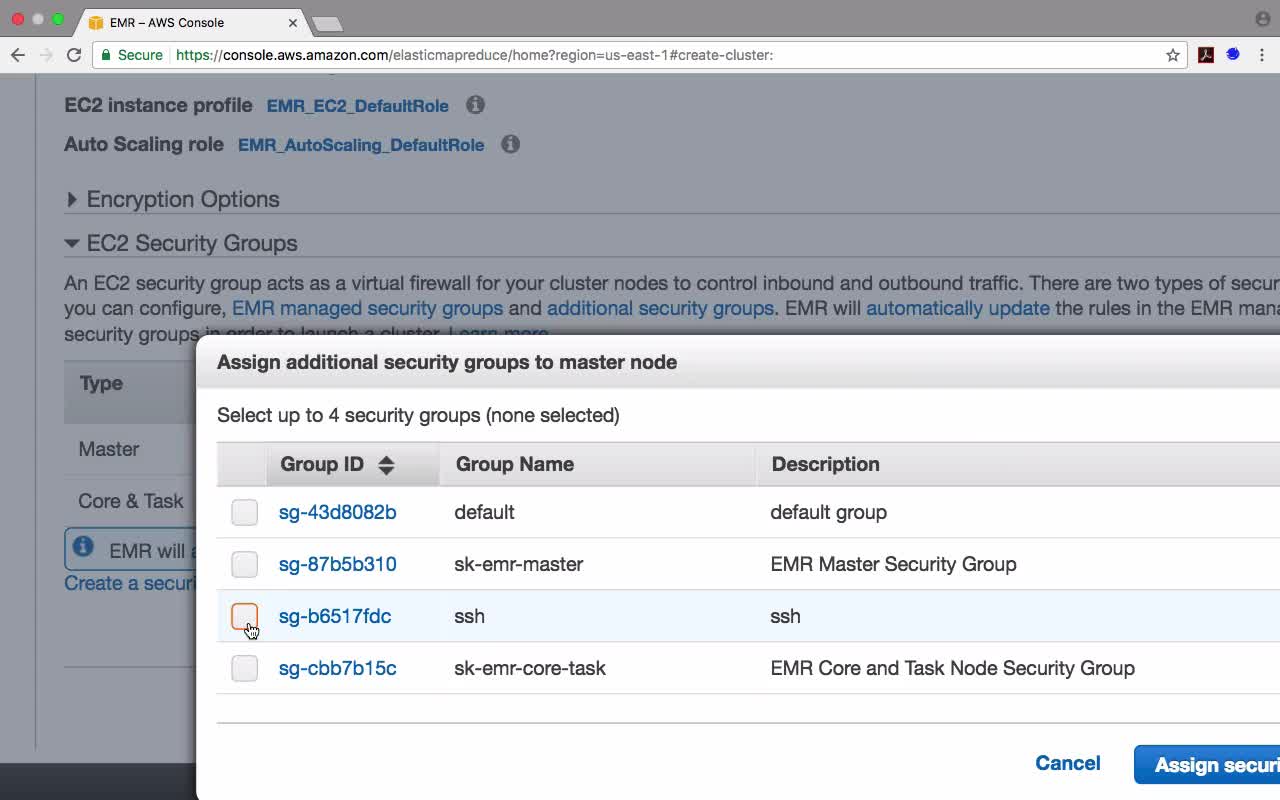 EMR – AWS Console
Secure https://console.aws.amazon.com/elasticmapreduce/home?region=us-east-1#create-cluster:
EC2 instance profile EMR_EC2_DefaultRole
Auto Scaling role EMR_AutoScaling_DefaultRole
Encryption Options
EC2 Security Groups
An EC2 security group acts as a virtual firewall for your cluster nodes to control inbound and outbound traffic. There are two types of secur
you can configure, EMR managed security groups and additional security groups. EMR will automatically update the rules in the EMR mana
security groups in order to launch a cluster. Learn more
Type
Master
Core & Task
EMR will a
Create a securi
Assign additional security groups to master node
Select up to 4 security groups (none selected)
Group ID Group Name Description
sg-43d8082b default default group
sg-87b5b310 sk-emr-master EMR Master Security Group
sg-b6517fdc ssh ssh
sg-cbb7b15c sk-emr-core-task EMR Core and Task Node Security Group
Cancel Assign securi